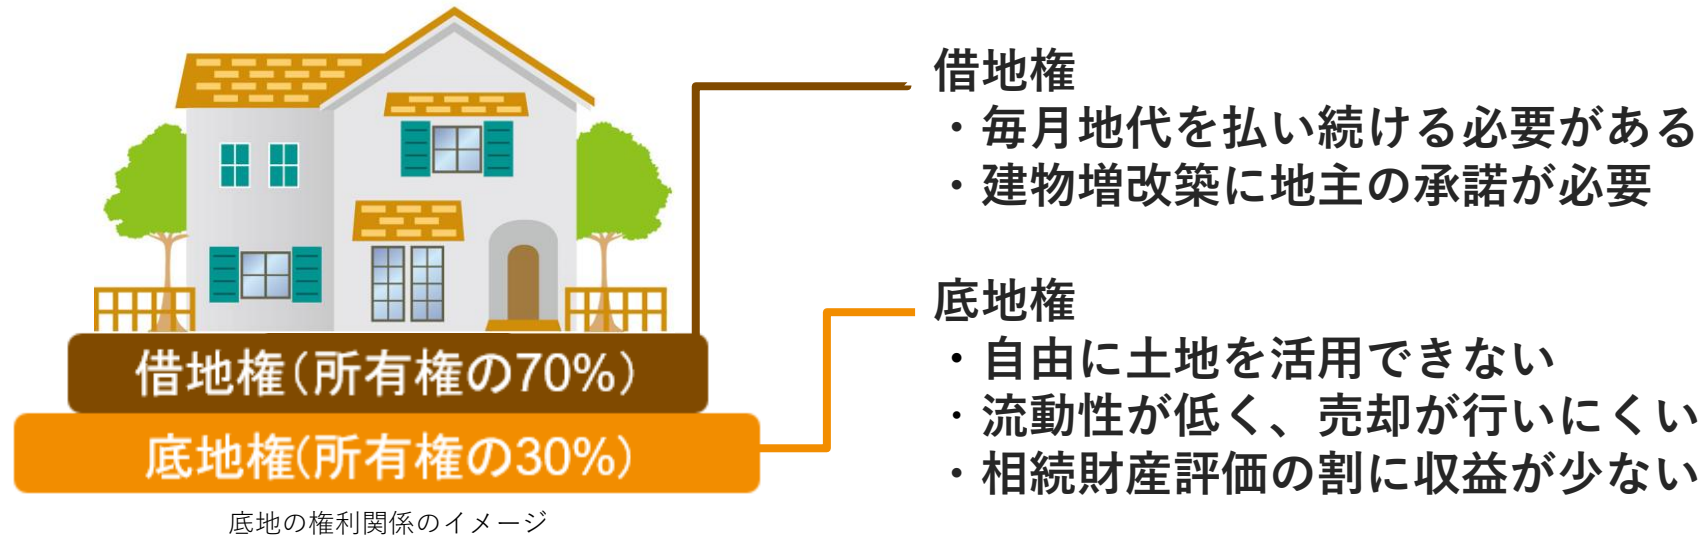 借地権
・毎月地代を払い続ける必要がある
・建物増改築に地主の承諾が必要
底地権
・自由に土地を活用できない
・流動性が低く、売却が行いにくい
・相続財産評価の割に収益が少ない
借地権(所有権の70%)
底地権(所有権の30%)
底地の権利関係のイメージ